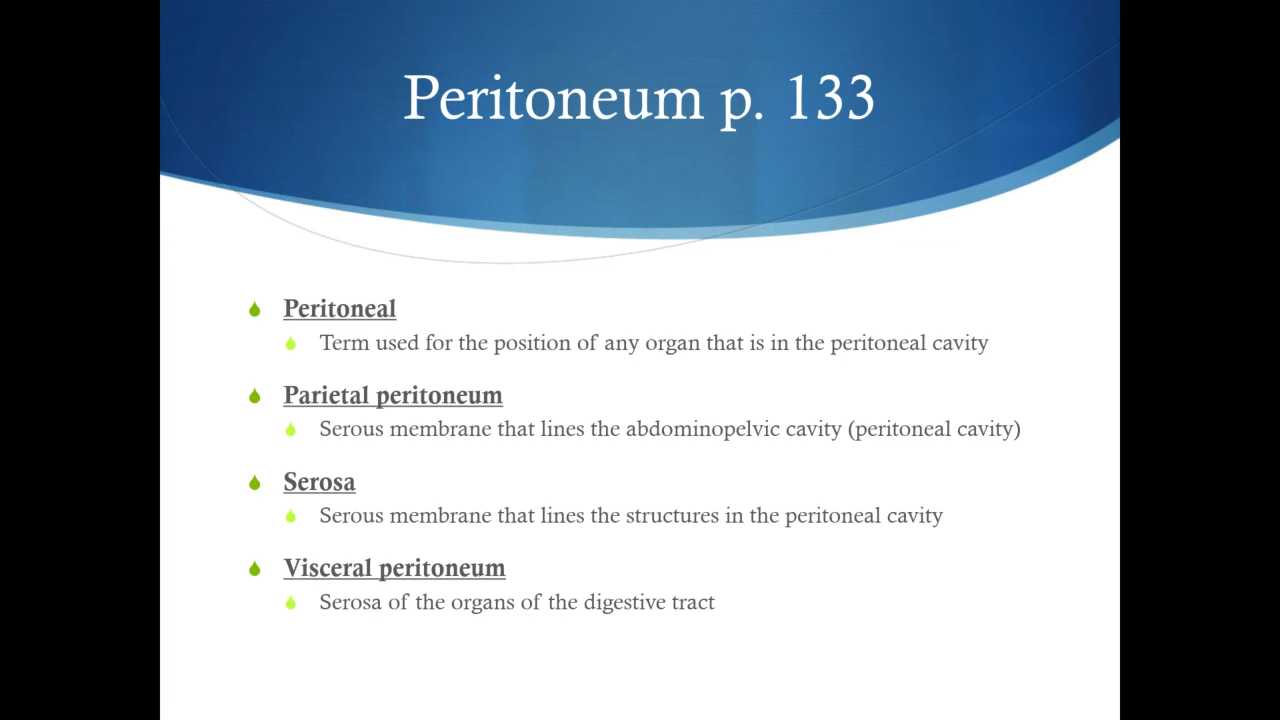 Peritoneum p. 133
Peritoneal
Term used for the position of any organ that is in the peritoneal cavity
Parietal peritoneum
Serous membrane that lines the abdominopelvic cavity (peritoneal cavity)
Serosa
Serous membrane that lines the structures in the peritoneal cavity
Visceral peritoneum
Serosa of the organs of the digestive tract